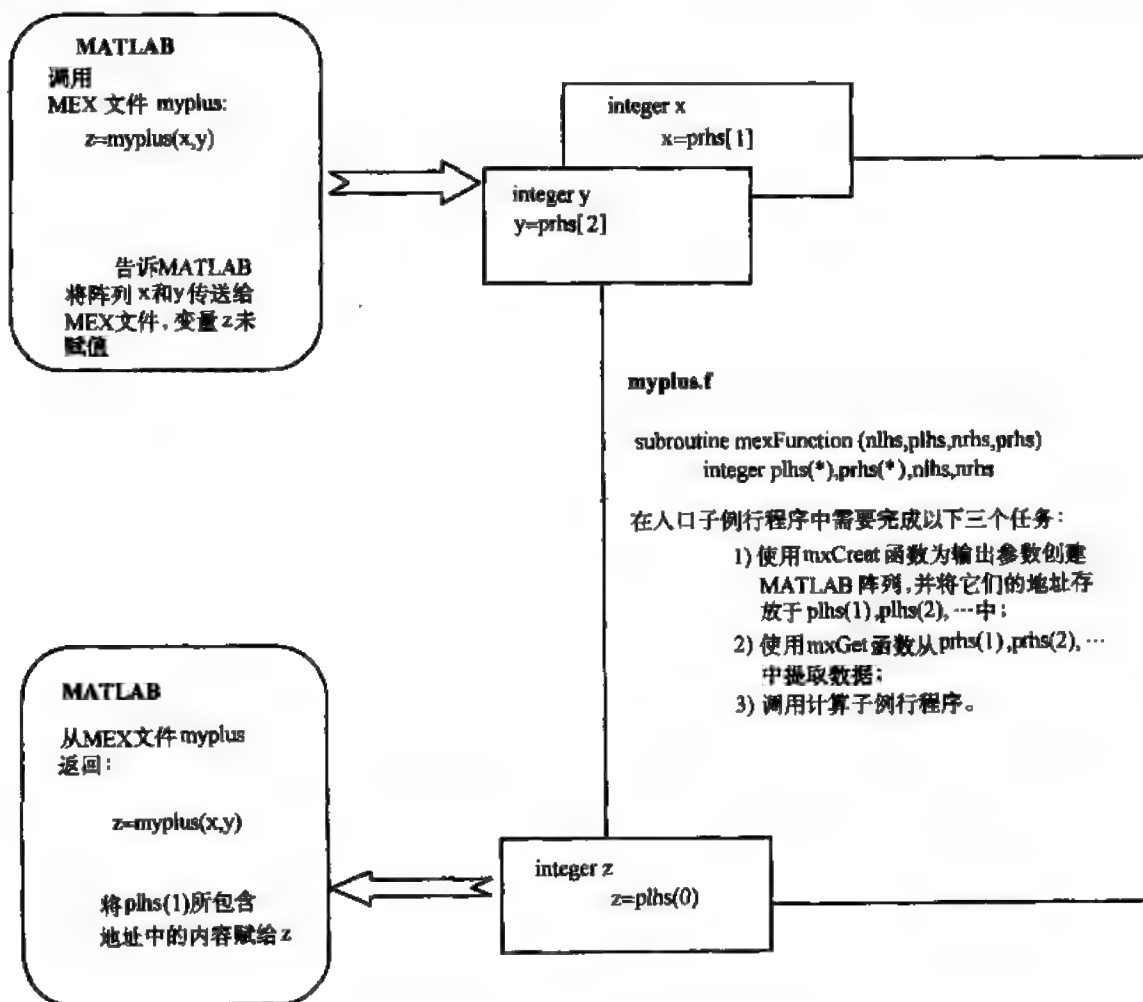 MATLAB
调用
MEX 文件 myplus:
z=myplus(x,y)
告诉MATLAB
将阵列 x和y传送给
MEX文件,变量z未
赋值
integer x
x=prhs[1]
integer y
y=prhs[2]
myplus.f
subroutine mexFunction (nlhs,plhs,nrhs,prhs)
integer plhs(*),prhs(*),nlhs,nrhs
在人口子例行程序中需要完成以下三个任务:
1) 使用mxCreat 函数为输出参数创建
MATLAB 阵列,并将它们的地址存
放于 plhs(1),plhs(2), …中;
2) 使用mxGet 函数从prhs(1),prhs(2), …
中提取数据;
3) 调用计算子例行程序。
MATLAB
从MEX文件 myplus
返回:
z=myplus(x,y)
将plhs(1)所包含
地址中的内容赋给 z
integer z
z=plhs(0)